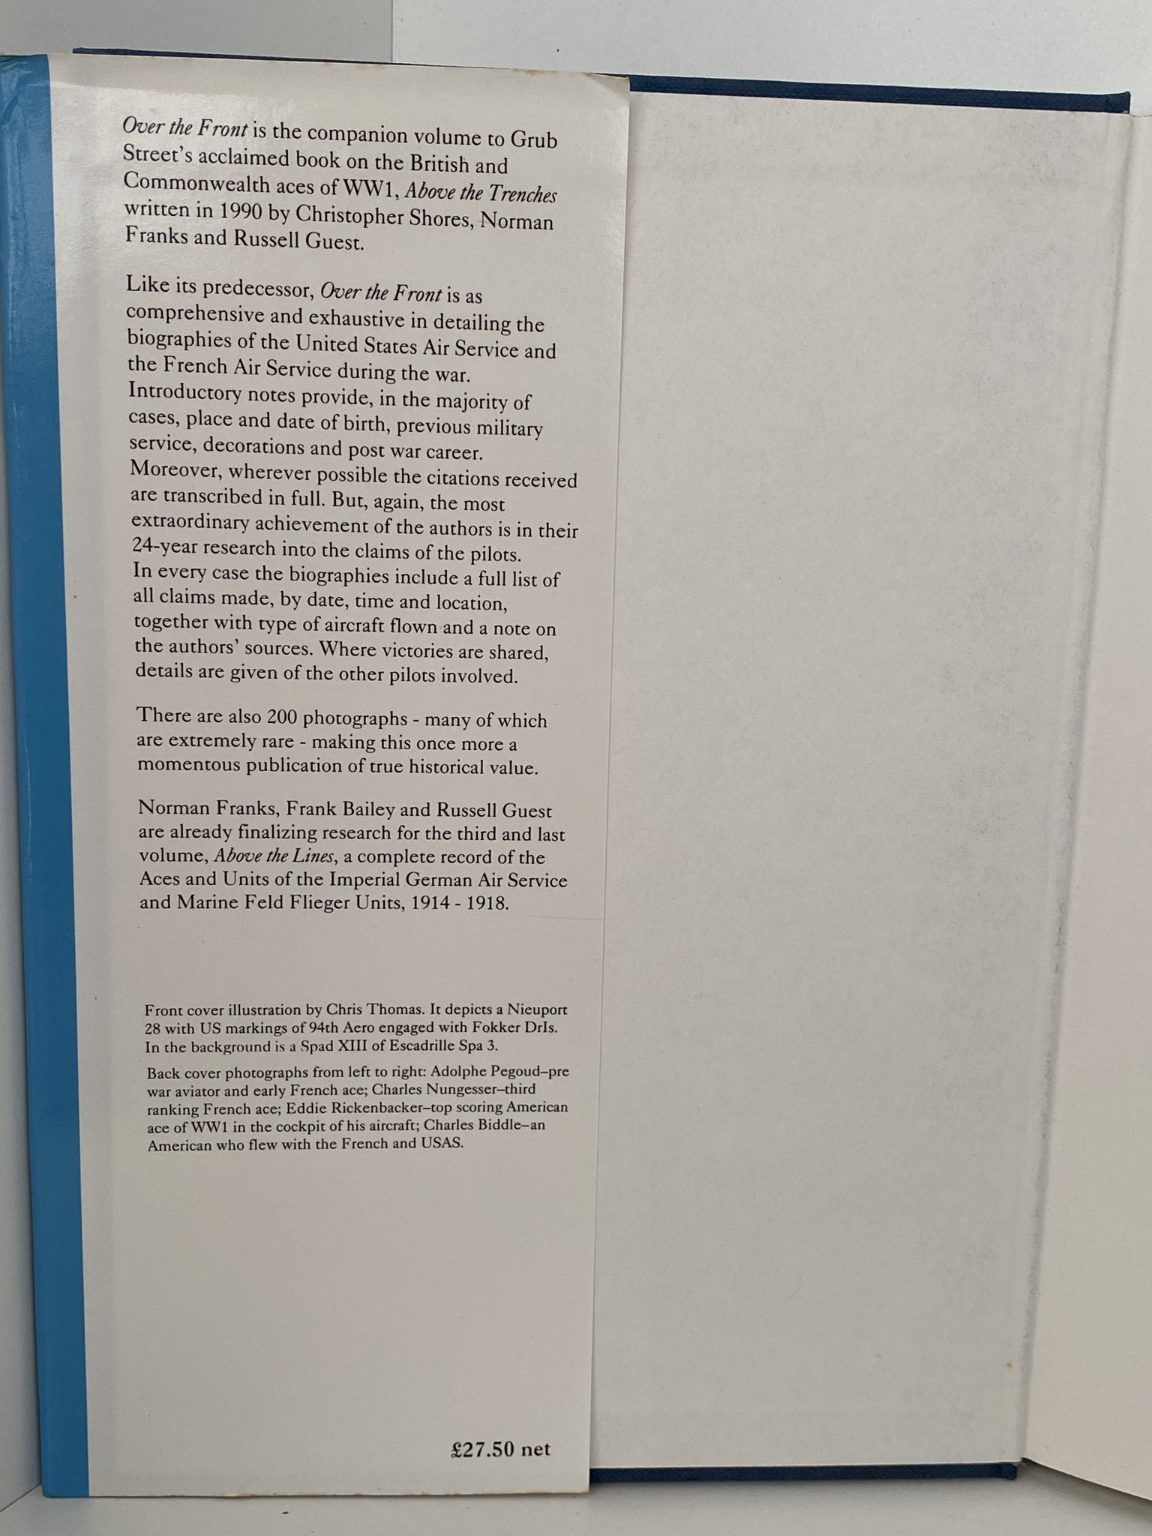 Over the Front is the companion volume to Grub
Street's acclaimed book on the British and
Commonwealth aces of WW1, Above the Trenches
written in 1990 by Christopher Shores, Norman
Franks and Russell Guest.
Like its predecessor, Over the Front is as
comprehensive and exhaustive in detailing the
biographies of the United States Air Service and
the French Air Service during the war.
Introductory notes provide, in the majority of
cases, place and date of birth, previous military
service, decorations and post war career.
Moreover, wherever possible the citations received
are transcribed in full. But, again, the most
extraordinary achievement of the authors is in their
24-year research into the claims of the pilots.
In every case the biographies include a full list of
all claims made, by date, time and location,
together with type of aircraft flown and a note on
the authors' sources. Where victories are shared,
details are given of the other pilots involved.
There are also 200 photographs - many of which
are extremely rare - making this once more a
momentous publication of true historical value.
Norman Franks, Frank Bailey and Russell Guest
are already finalizing research for the third and last
volume, Above the Lines, a complete record of the
Aces and Units of the Imperial German Air Service
and Marine Feld Flieger Units, 1914 - 1918.
Front cover illustration by Chris Thomas. It depicts a Nieuport
28 with US markings of 94th Aero engaged with Fokker DrIs.
In the background is a Spad XIII of Escadrille Spa 3.
Back cover photographs from left to right: Adolphe Pegoud–pre
war aviator and early French ace; Charles Nungesser–third
ranking French ace; Eddie Rickenbacker–top scoring American
ace of WW1 in the cockpit of his aircraft; Charles Biddle–an
American who flew with the French and USAS.
£27.50 net